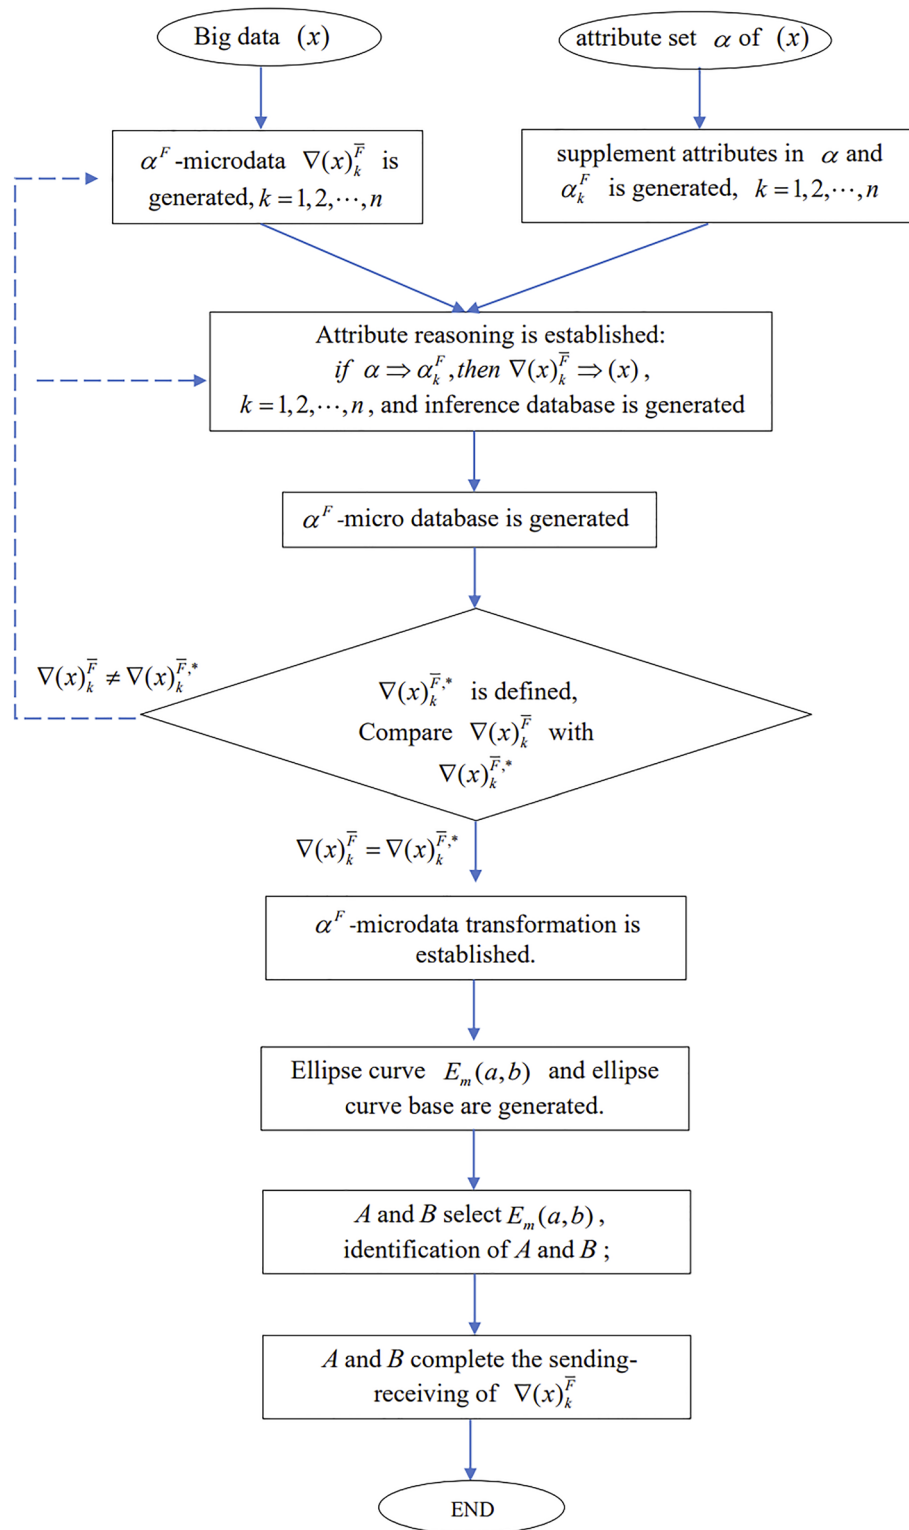 Big data (x)
attribute set α of (x)
α^F -microdata ∇(x)_k^F̅ is
generated, k = 1,2,⋯,n
supplement attributes in α and
α_k^F is generated, k = 1,2,⋯,n
Attribute reasoning is established:
if α ⇒ α_k^F, then ∇(x)_k^F̅ ⇒ (x) ,
k = 1,2,⋯,n , and inference database is generated
α^F -micro database is generated
∇(x)_k^F̅ ≠ ∇(x)_k^F̅,*
∇(x)_k^F̅,* is defined,
Compare ∇(x)_k^F̅ with
∇(x)_k^F̅,*
∇(x)_k^F̅ = ∇(x)_k^F̅,*
α^F -microdata transformation is
established.
Ellipse curve E_m(a,b) and ellipse
curve base are generated.
A and B select E_m(a,b) ,
identification of A and B ;
A and B complete the sending-
receiving of ∇(x)_k^F̅
END